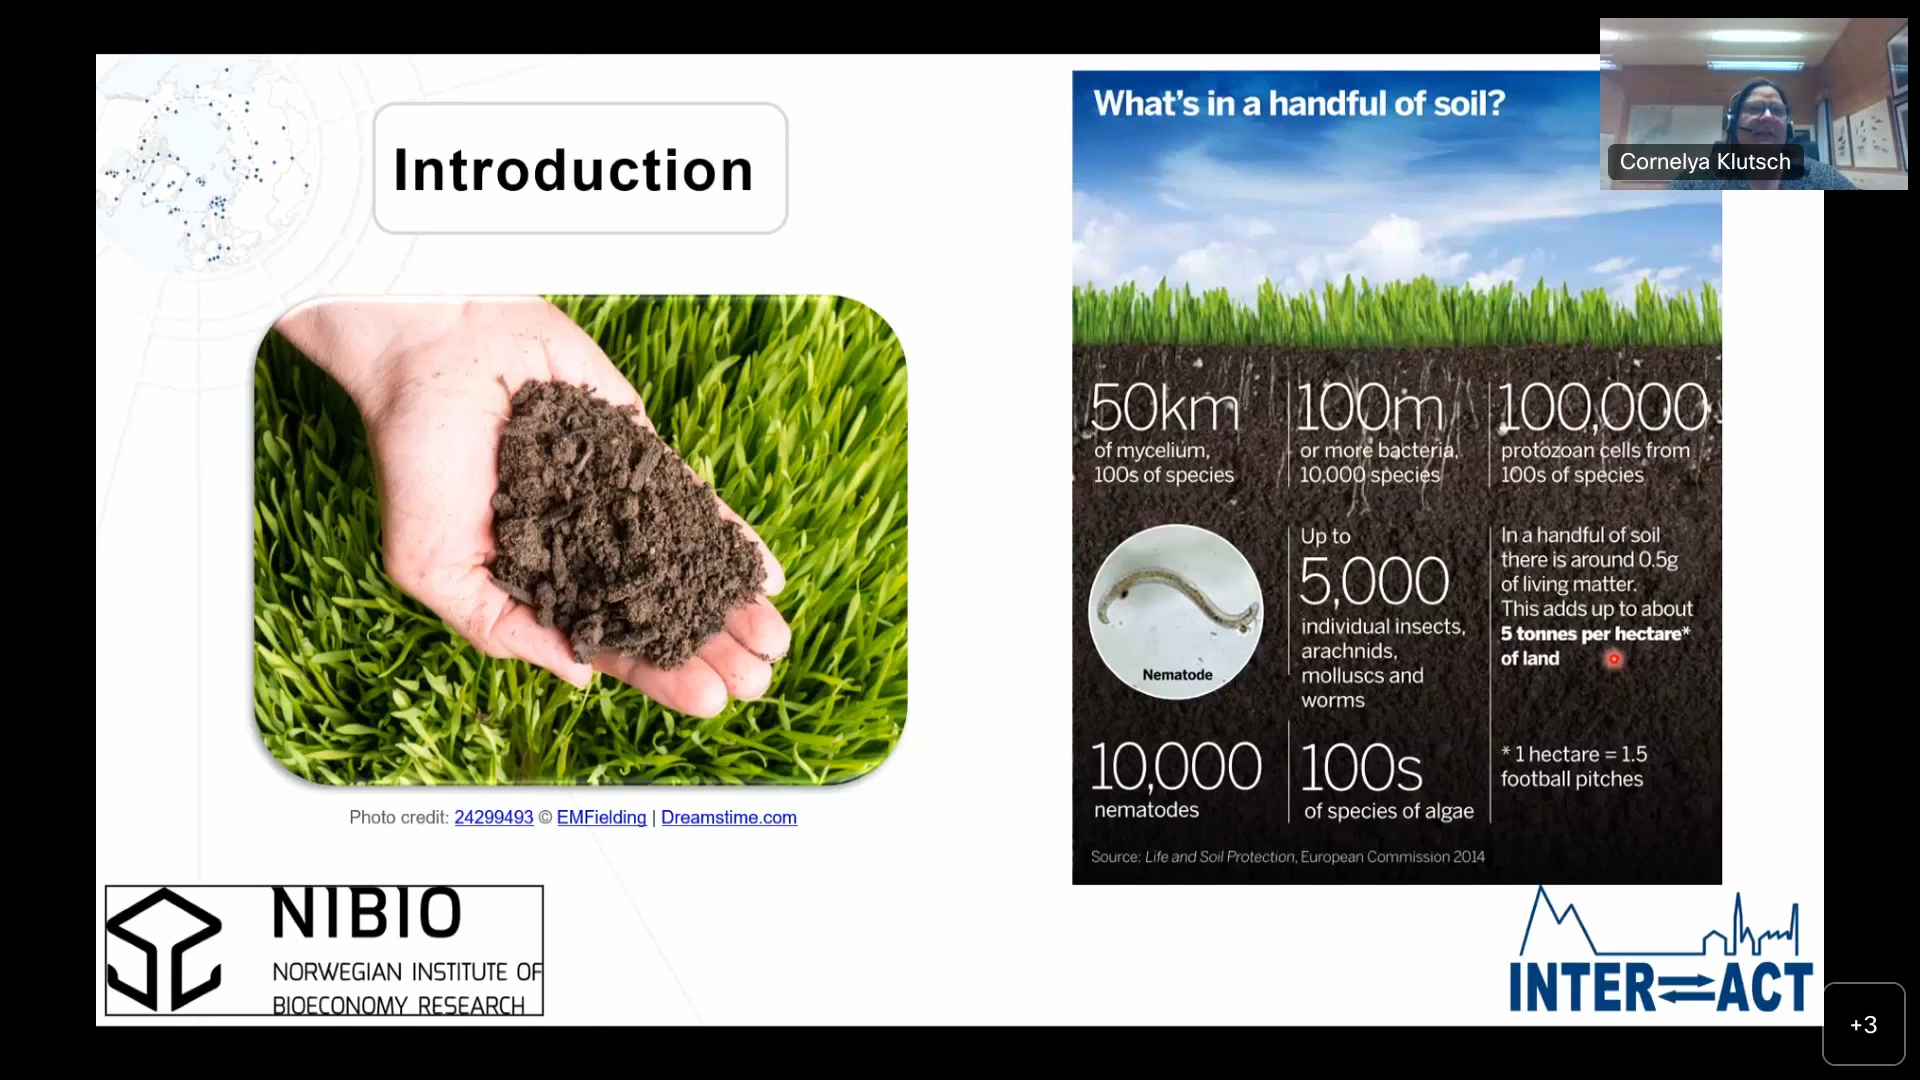 Introduction
Photo credit: 24299493 © EMFielding | Dreamstime.com
NIBIO
NORWEGIAN INSTITUTE OF
BIOECONOMY RESEARCH
What's in a handful of soil?
50km
of mycelium,
100s of species
100m
or more bacteria,
10,000 species
100,000
protozoan cells from
100s of species
Nematode
Up to
5,000
individual insects,
arachnids,
molluscs and
worms
In a handful of soil
there is around 0.5g
of living matter.
This adds up to about
5 tonnes per hectare*
of land
10,000
nematodes
100s
of species of algae
* 1 hectare = 1.5
football pitches
Source: Life and Soil Protection, European Commission 2014
Cornelya Klutsch
INTERACT
+3